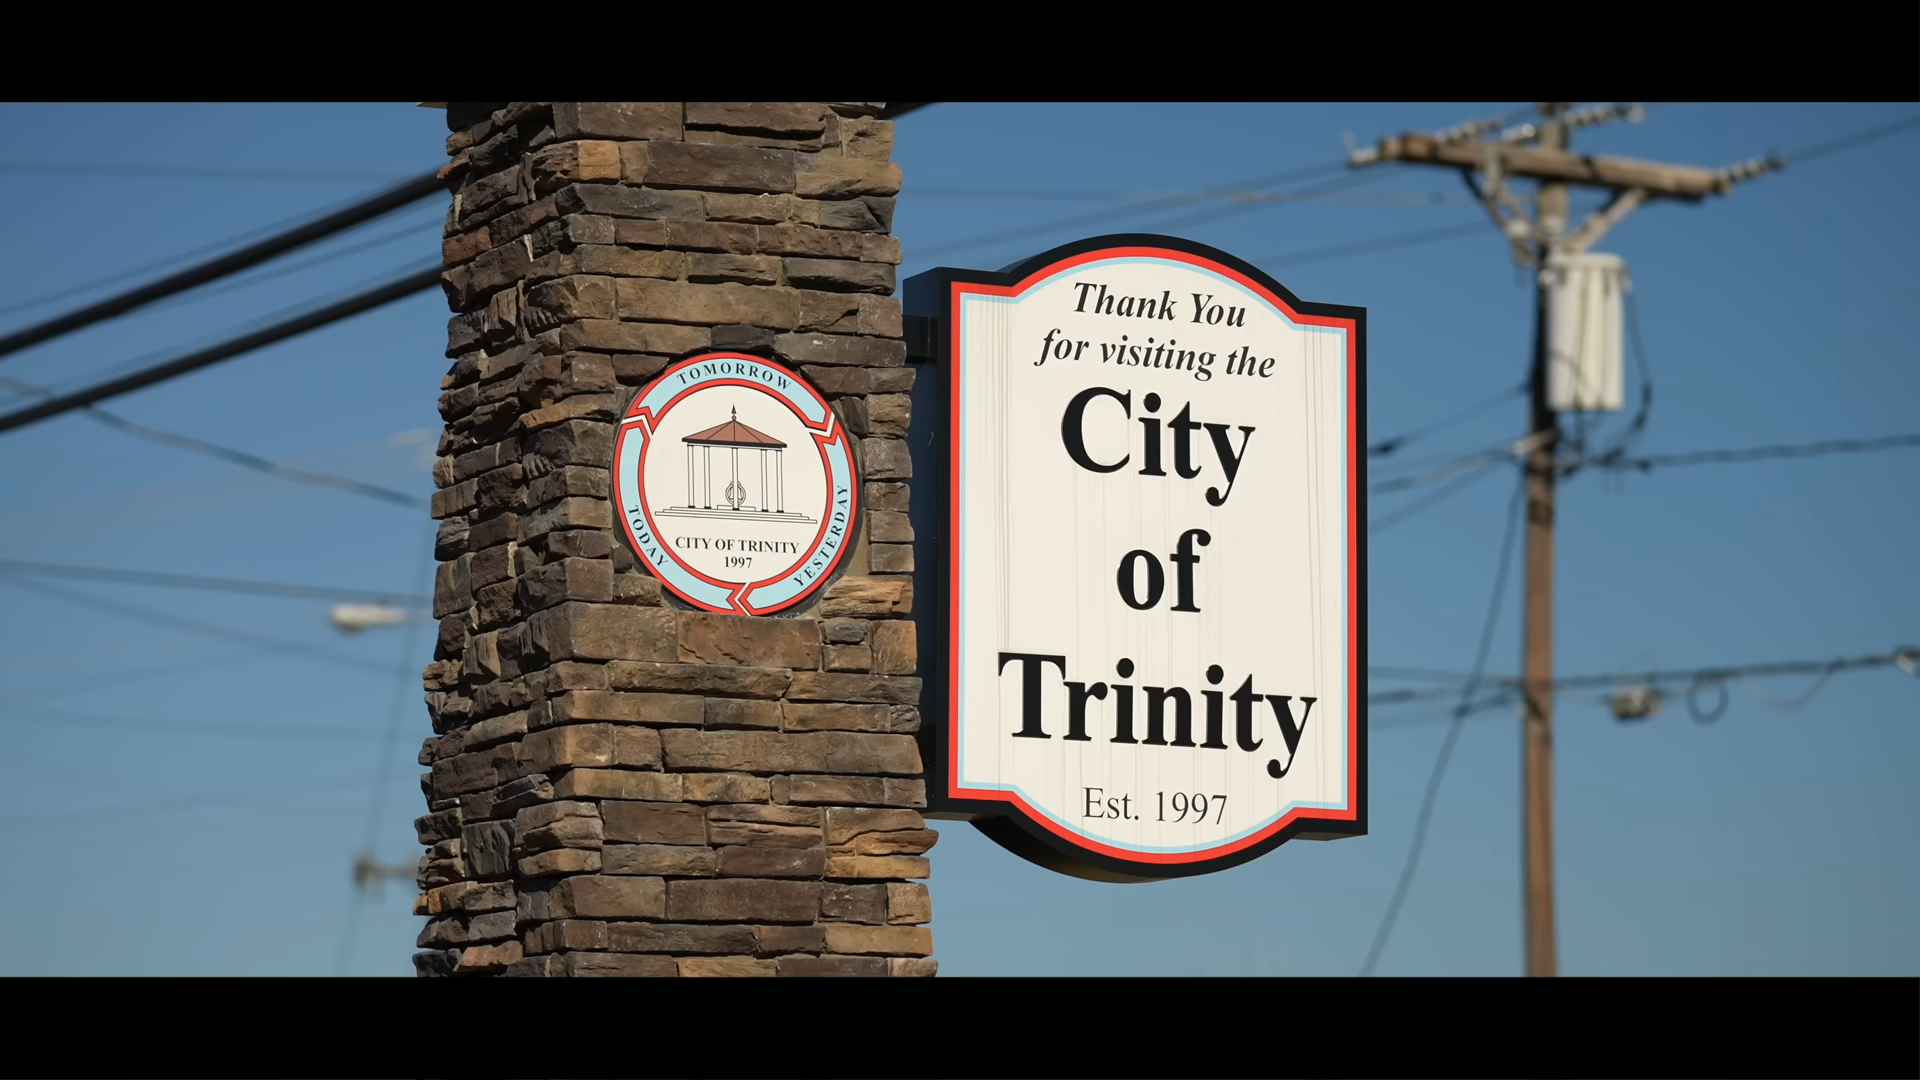 TOMORROW
TODAY
YESTERDAY
CITY OF TRINITY
1997
Thank You
for visiting the
City
of
Trinity
Est. 1997